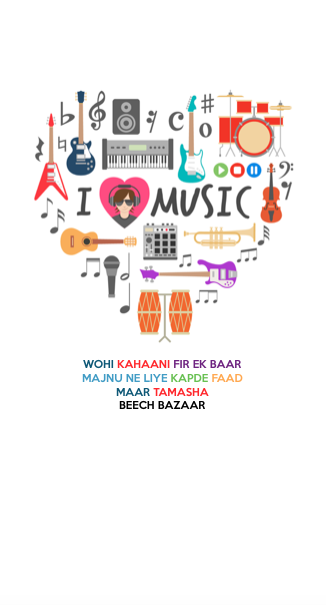 I MUSIC
WOHI KAHAANI FIR EK BAAR
MAJNU NE LIYE KAPDE FAAD
MAAR TAMASHA
BEECH BAZAAR